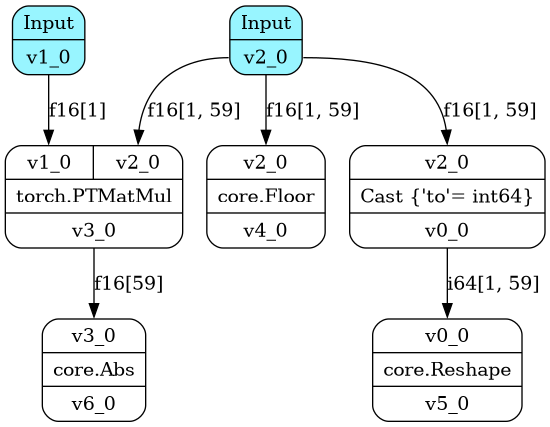 Input
v1_0
Input
v2_0
f16[1]
f16[1, 59]
f16[1, 59]
f16[1, 59]
v1_0
v2_0
torch.PTMatMul
v3_0
v2_0
core.Floor
v4_0
v2_0
Cast {'to'= int64}
v0_0
f16[59]
i64[1, 59]
v3_0
core.Abs
v6_0
v0_0
core.Reshape
v5_0